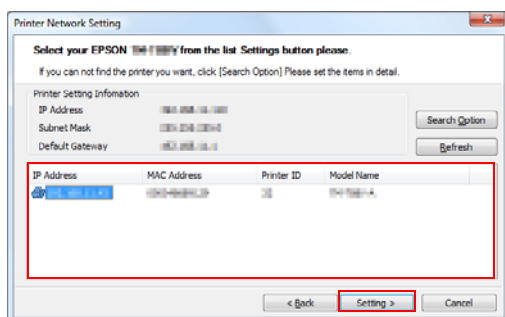 Printer Network Setting
Select your EPSON from the list Settings button please.
If you can not find the printer you want, click [Search Option] Please set the items in detail.
Printer Setting Infomation
IP Address
Subnet Mask
Default Gateway
Search Option
Refresh
IP Address MAC Address Printer ID Model Name
< Back Setting > Cancel